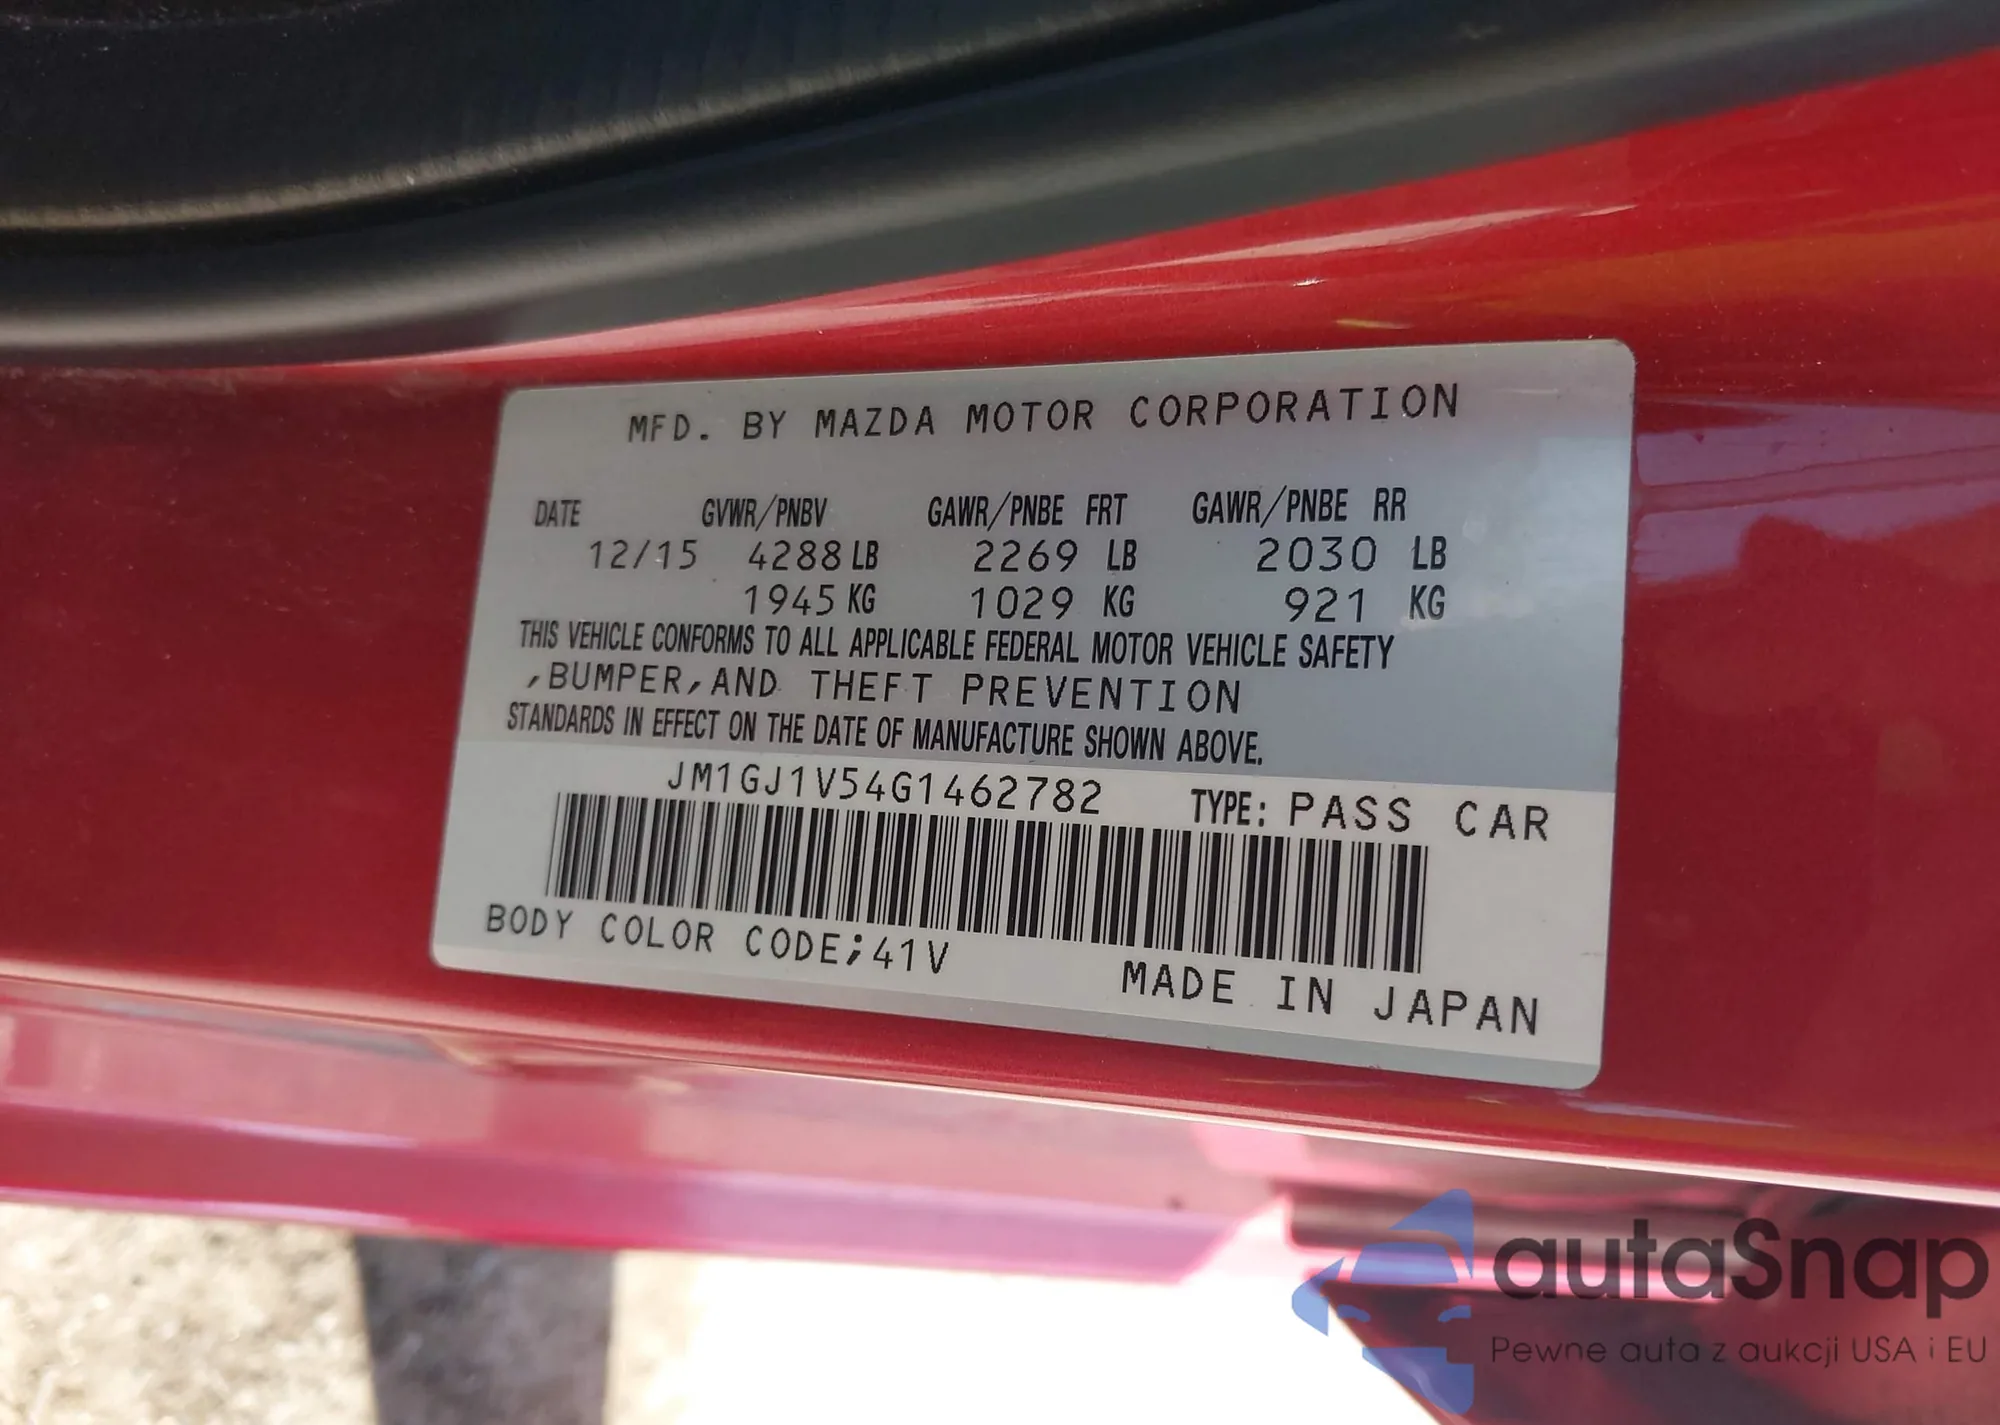 MFD. BY MAZDA MOTOR CORPORATION
DATE GVWR/PNBV GAWR/PNBE FRT GAWR/PNBE RR
12/15 4288 LB 2269 LB 2030 LB
1945 KG 1029 KG 921 KG
THIS VEHICLE CONFORMS TO ALL APPLICABLE FEDERAL MOTOR VEHICLE SAFETY
,BUMPER,AND THEFT PREVENTION
STANDARDS IN EFFECT ON THE DATE OF MANUFACTURE SHOWN ABOVE.
JM1GJ1V54G1462782 TYPE: PASS CAR
BODY COLOR CODE;41V
MADE IN JAPAN
autaSnap
Pewne auta z aukcji USA i EU